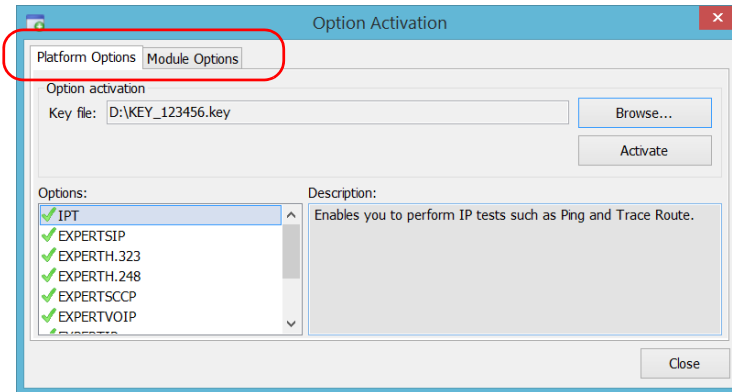 Option Activation
Platform Options Module Options
Option activation
Key file: D:\KEY_123456.key Browse...
Activate
Options: Description:
IPT Enables you to perform IP tests such as Ping and Trace Route.
EXPERTSIP
EXPERTH.323
EXPERTH.248
EXPERTSCCP
EXPERTVOIP
Close